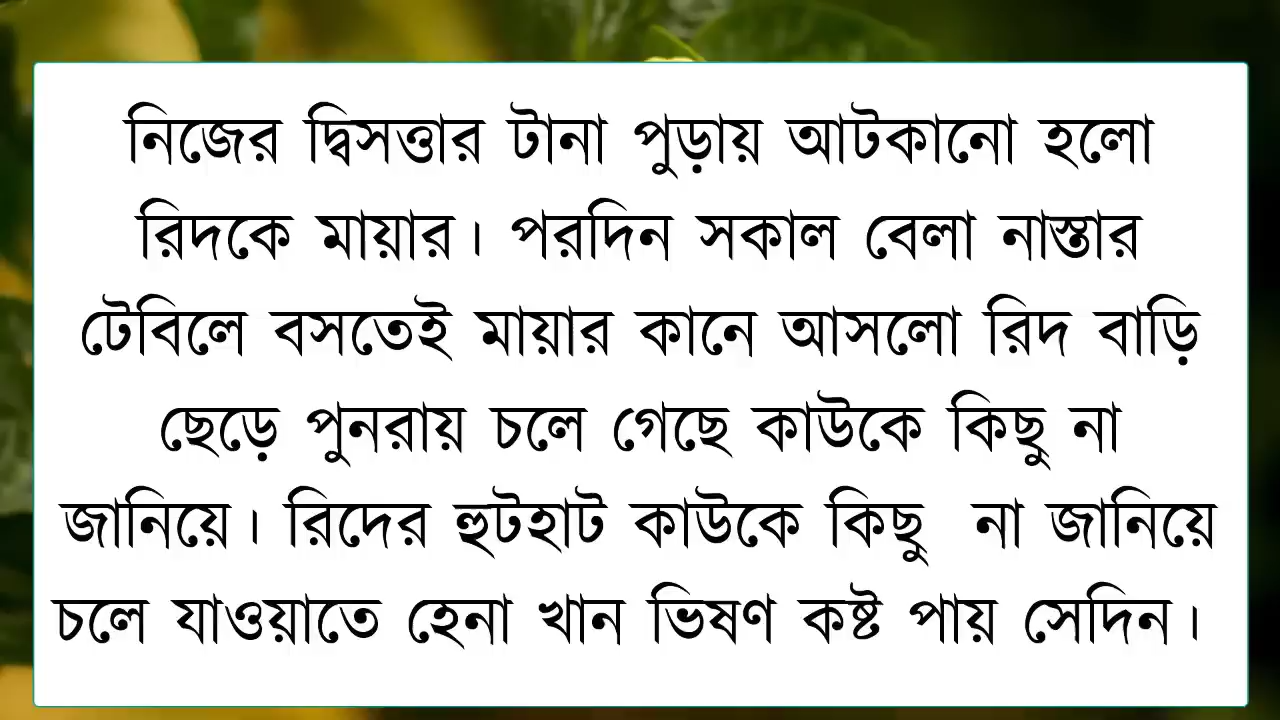 নিজের দ্বিসত্তার টানা পুড়ায় আটকানো হলো
রিদকে মায়ার। পরদিন সকাল বেলা নাস্তার
টেবিলে বসতেই মায়ার কানে আসলো রিদ বাড়ি
ছেড়ে পুনরায় চলে গেছে কাউকে কিছু না
জানিয়ে। রিদের হুটহাট কাউকে কিছু  না জানিয়ে
চলে যাওয়াতে হেনা খান ভিষণ কষ্ট পায় সেদিন।